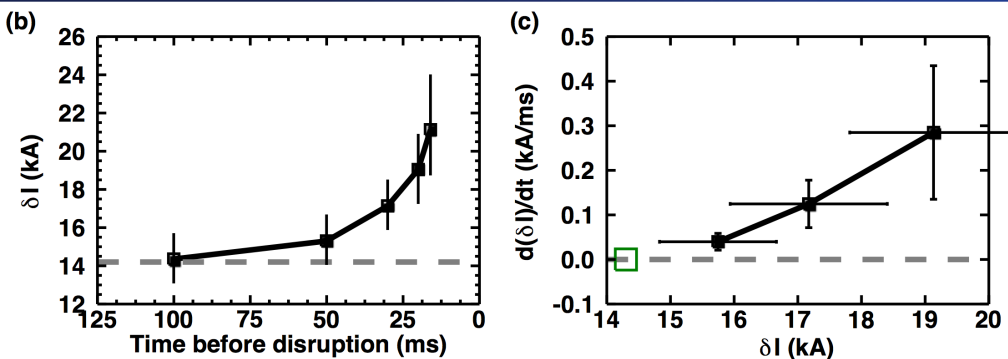 (b)
26
24
22
20
18
16
14
12
δ I (kA)
125 100 50 25 0
Time before disruption (ms)
(c)
0.5
0.4
0.3
0.2
0.1
0.0
-0.1
d(δI)/dt (kA/ms)
14 15 16 17 18 19 20
δI (kA)